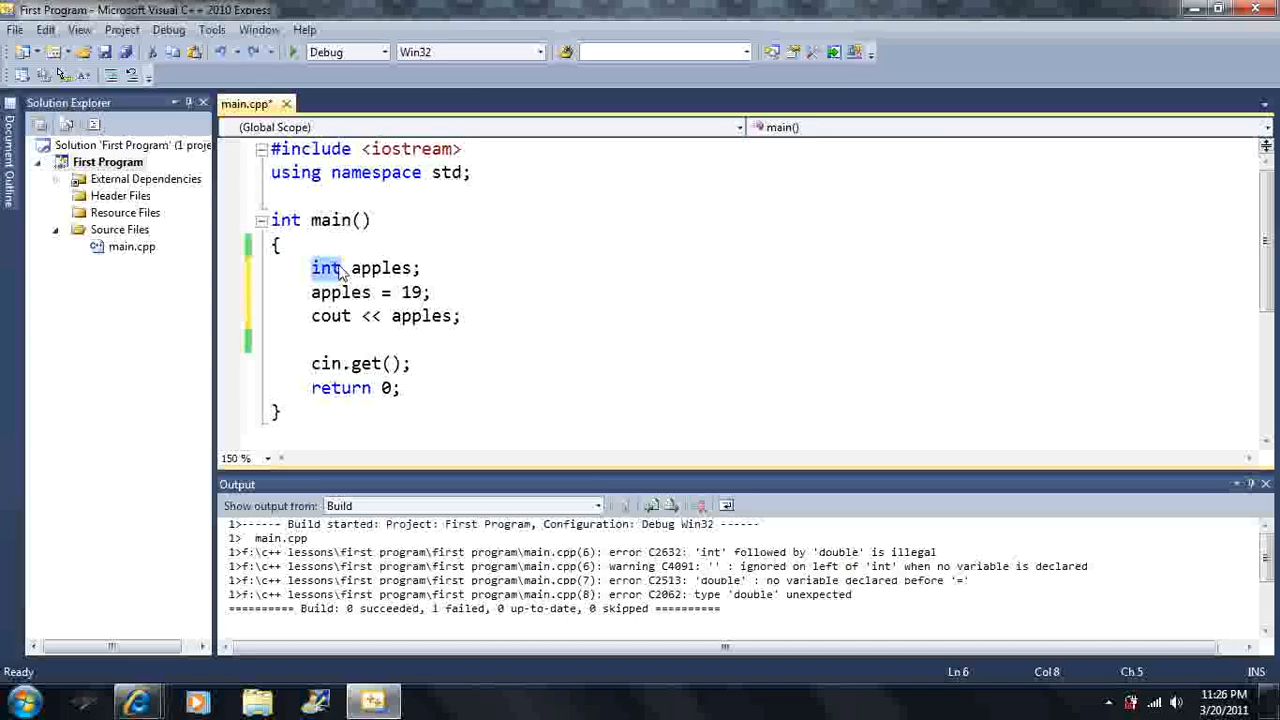 First Program - Microsoft Visual C++ 2010 Express
File Edit View Project Debug Tools Window Help
Debug Win32
Solution Explorer
main.cpp*
Document Outline
(Global Scope)
main()
Solution 'First Program' (1 proje
First Program
External Dependencies
Header Files
Resource Files
Source Files
main.cpp
#include <iostream>
using namespace std;
int main()
{
int apples;
apples = 19;
cout << apples;
cin.get();
return 0;
}
150 %
Output
Show output from: Build
1>------ Build started: Project: First Program, Configuration: Debug Win32 ------
1> main.cpp
1>f:\c++ lessons\first program\first program\main.cpp(6): error C2632: 'int' followed by 'double' is illegal
1>f:\c++ lessons\first program\first program\main.cpp(6): warning C4091: '' : ignored on left of 'int' when no variable is declared
1>f:\c++ lessons\first program\first program\main.cpp(7): error C2513: 'double' : no variable declared before '='
1>f:\c++ lessons\first program\first program\main.cpp(8): error C2062: type 'double' unexpected
========== Build: 0 succeeded, 1 failed, 0 up-to-date, 0 skipped ==========
Ready
Ln 6 Col 8 Ch 5 INS
11:26 PM
3/20/2011